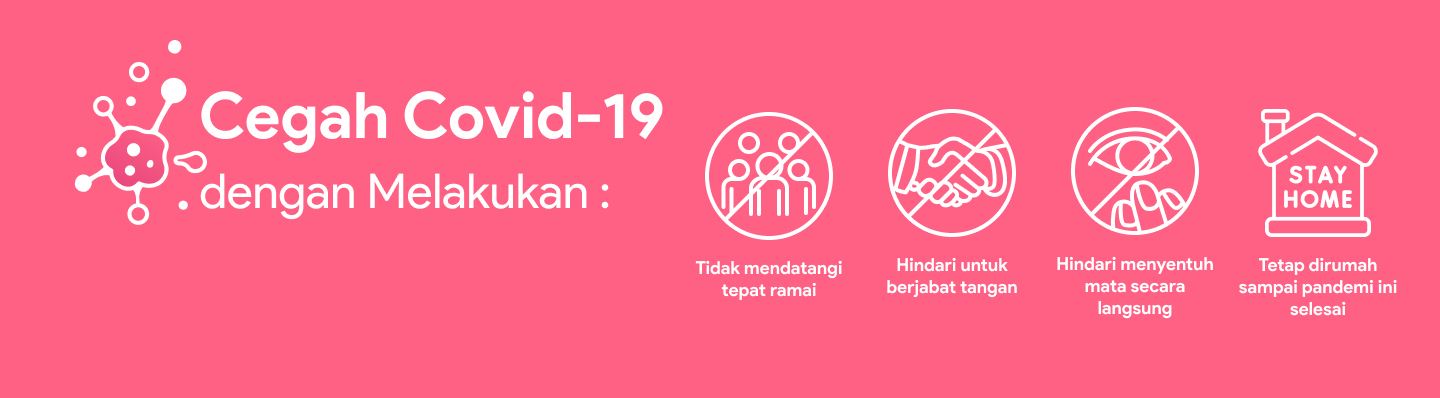 Cegah Covid-19
dengan Melakukan :
Tidak mendatangi
tepat ramai
Hindari untuk
berjabat tangan
Hindari menyentuh
mata secara
langsung
STAY
HOME
Tetap dirumah
sampai pandemi ini
selesai